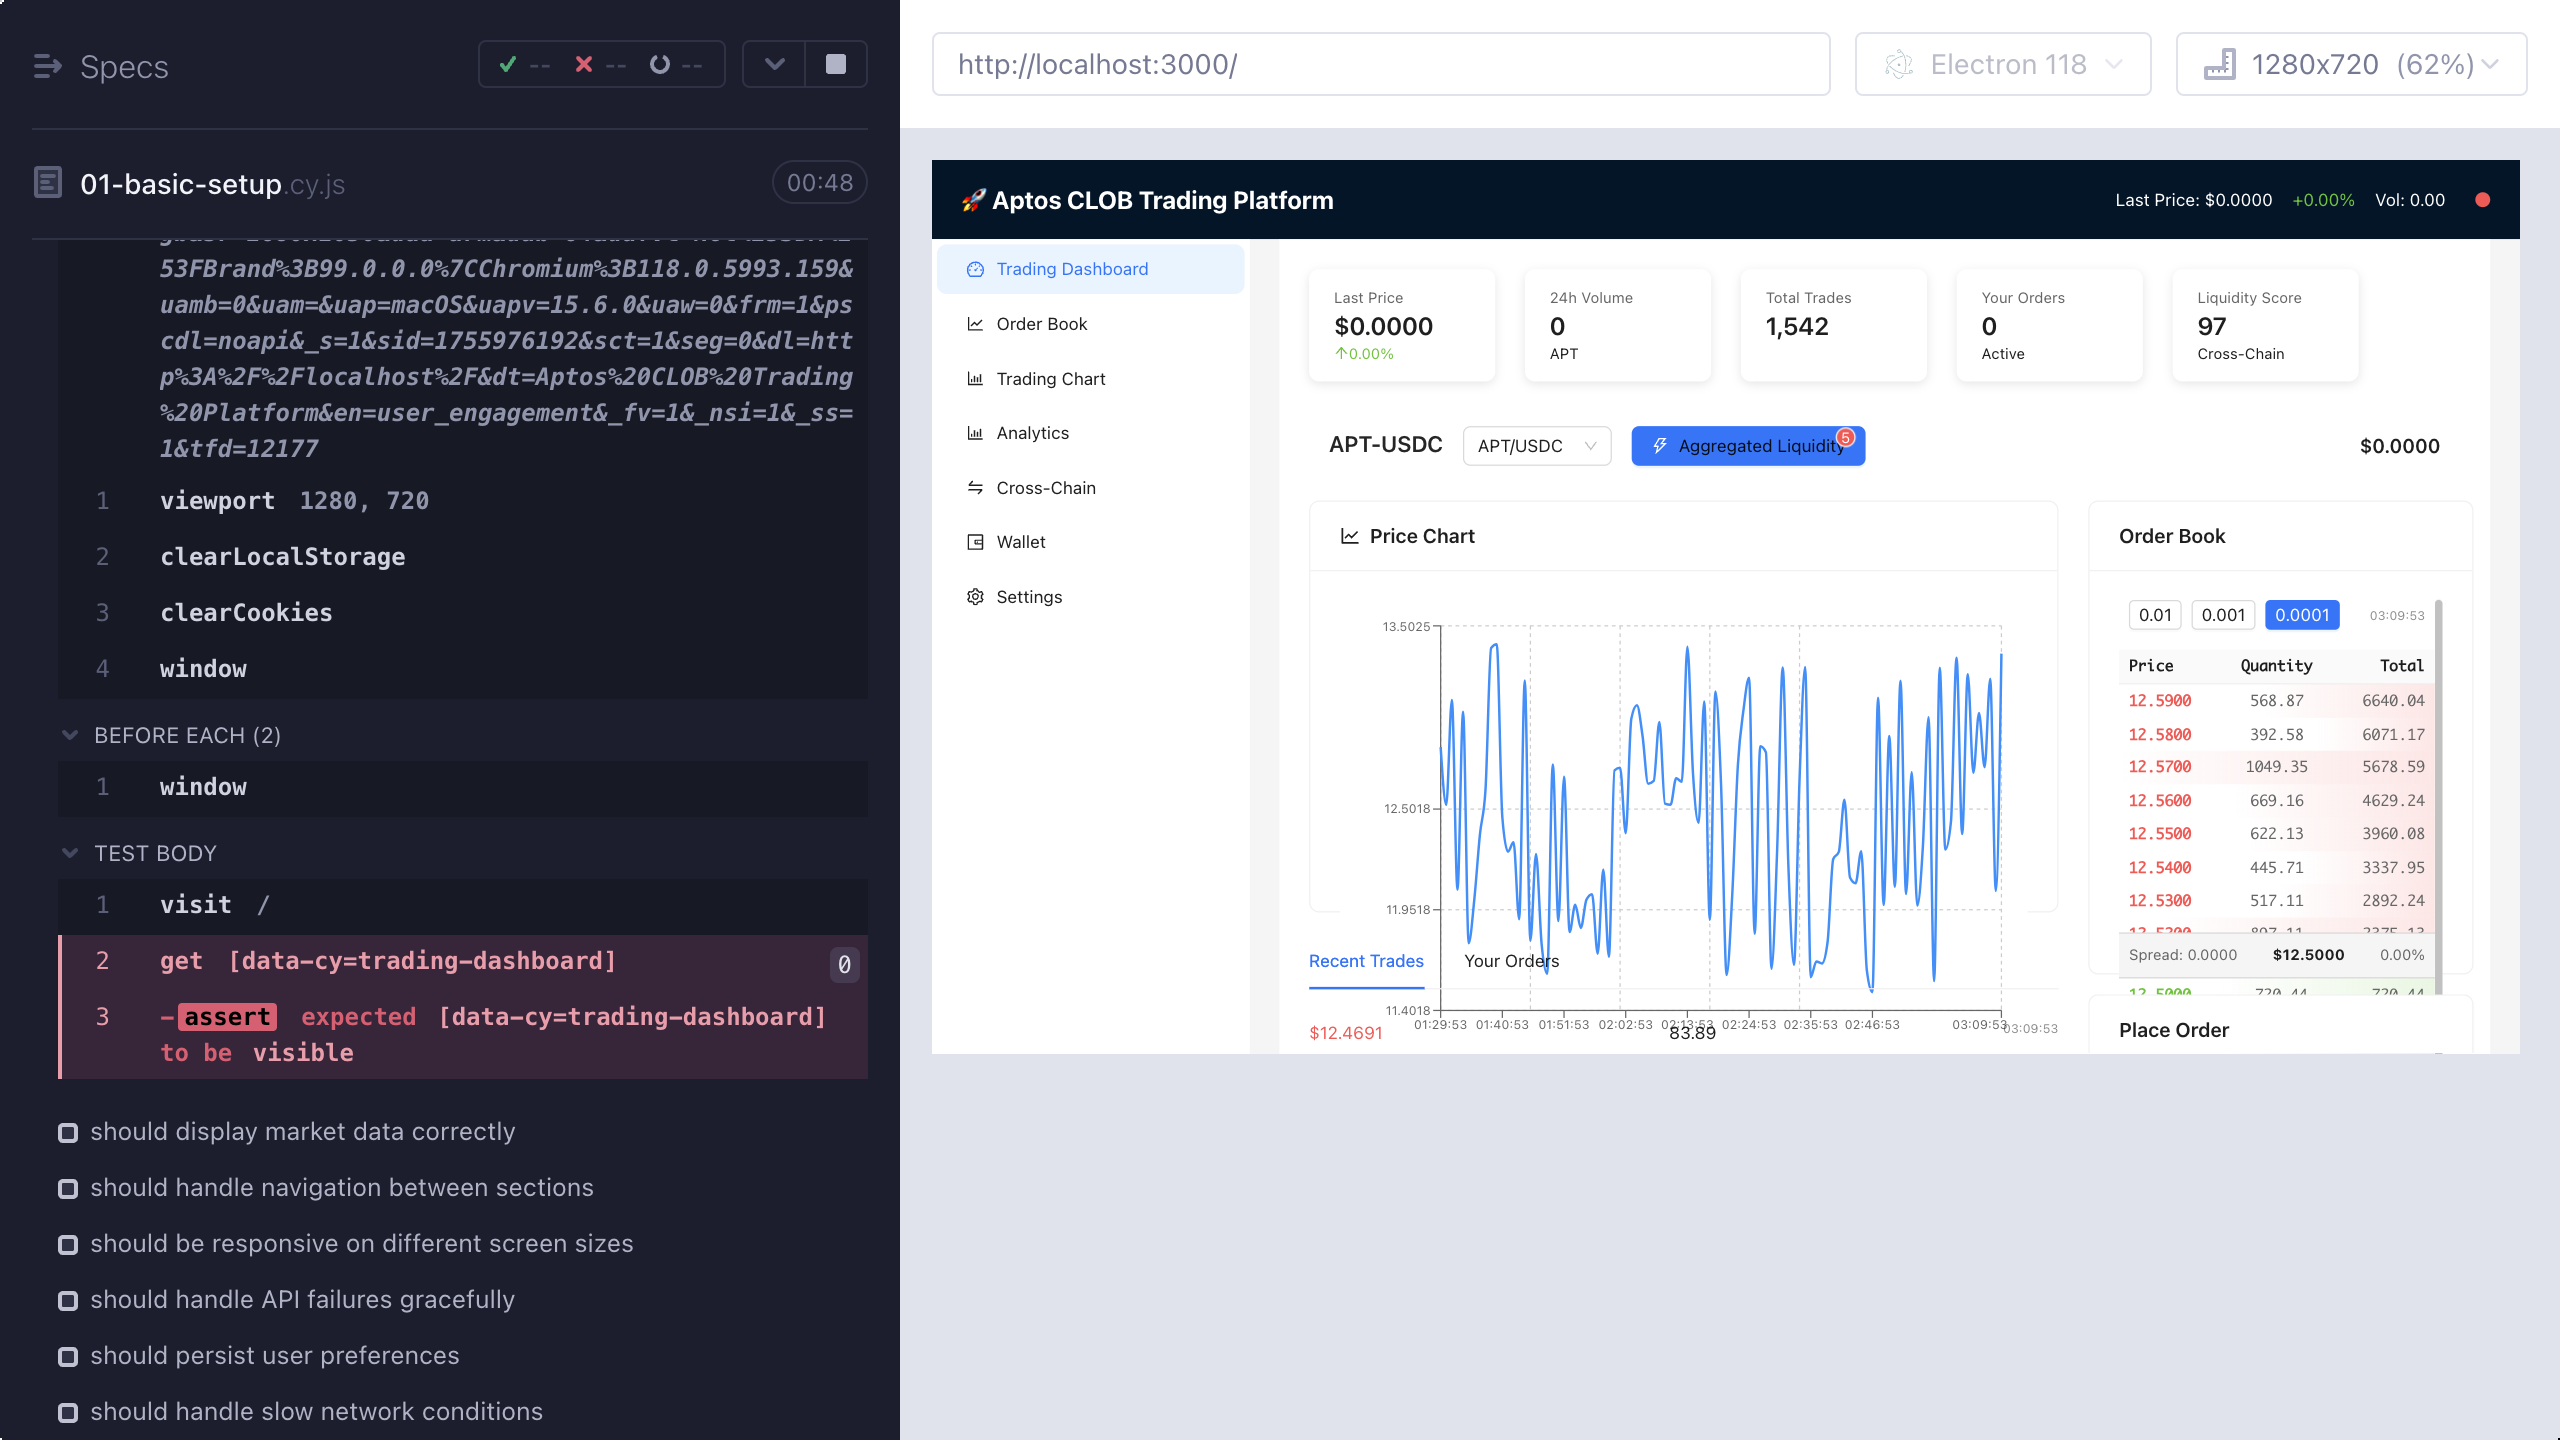 Specs
-- -- --
01-basic-setup.cy.js
00:48
53FBrand%3B99.0.0.0%7CChromium%3B118.0.5993.159&
uamb=0&uam=&uap=macOS&uapv=15.6.0&uaw=0&frm=1&ps
cdl=noapi&_s=1&sid=1755976192&sct=1&seg=0&dl=htt
p%3A%2F%2Flocalhost%2F&dt=Aptos%20CLOB%20Trading
%20Platform&en=user_engagement&_fv=1&_nsi=1&_ss=
1&tfd=12177
1 viewport 1280, 720
2 clearLocalStorage
3 clearCookies
4 window
BEFORE EACH (2)
1 window
TEST BODY
1 visit /
2 get [data-cy=trading-dashboard] 0
3 -assert expected [data-cy=trading-dashboard]
to be visible
should display market data correctly
should handle navigation between sections
should be responsive on different screen sizes
should handle API failures gracefully
should persist user preferences
should handle slow network conditions
http://localhost:3000/
Electron 118
1280x720 (62%)
🚀 Aptos CLOB Trading Platform
Last Price: $0.0000 +0.00% Vol: 0.00
Trading Dashboard
Order Book
Trading Chart
Analytics
Cross-Chain
Wallet
Settings
Last Price
$0.0000
↑0.00%
24h Volume
0
APT
Total Trades
1,542
Your Orders
0
Active
Liquidity Score
97
Cross-Chain
APT-USDC
APT/USDC
Aggregated Liquidity
5
$0.0000
Price Chart
13.5025
12.5018
11.9518
11.4018
01:29:53 01:40:53 01:51:53 02:02:53 02:13:53 02:24:53 02:35:53 02:46:53 03:09:53
Recent Trades
Your Orders
$12.4691 83.89 03:09:53
Order Book
0.01 0.001 0.0001 03:09:53
Price Quantity Total
12.5900 568.87 6640.04
12.5800 392.58 6071.17
12.5700 1049.35 5678.59
12.5600 669.16 4629.24
12.5500 622.13 3960.08
12.5400 445.71 3337.95
12.5300 517.11 2892.24
12.5200 897.11 2375.13
Spread: 0.0000 $12.5000 0.00%
12.5000 720.44 720.44
Place Order